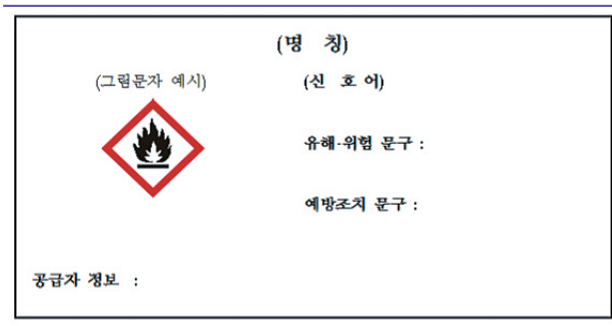 (명 칭)
(그림문자 예시)
(신 호 어)
유해·위험 문구 :
예방조치 문구 :
공급자 정보 :